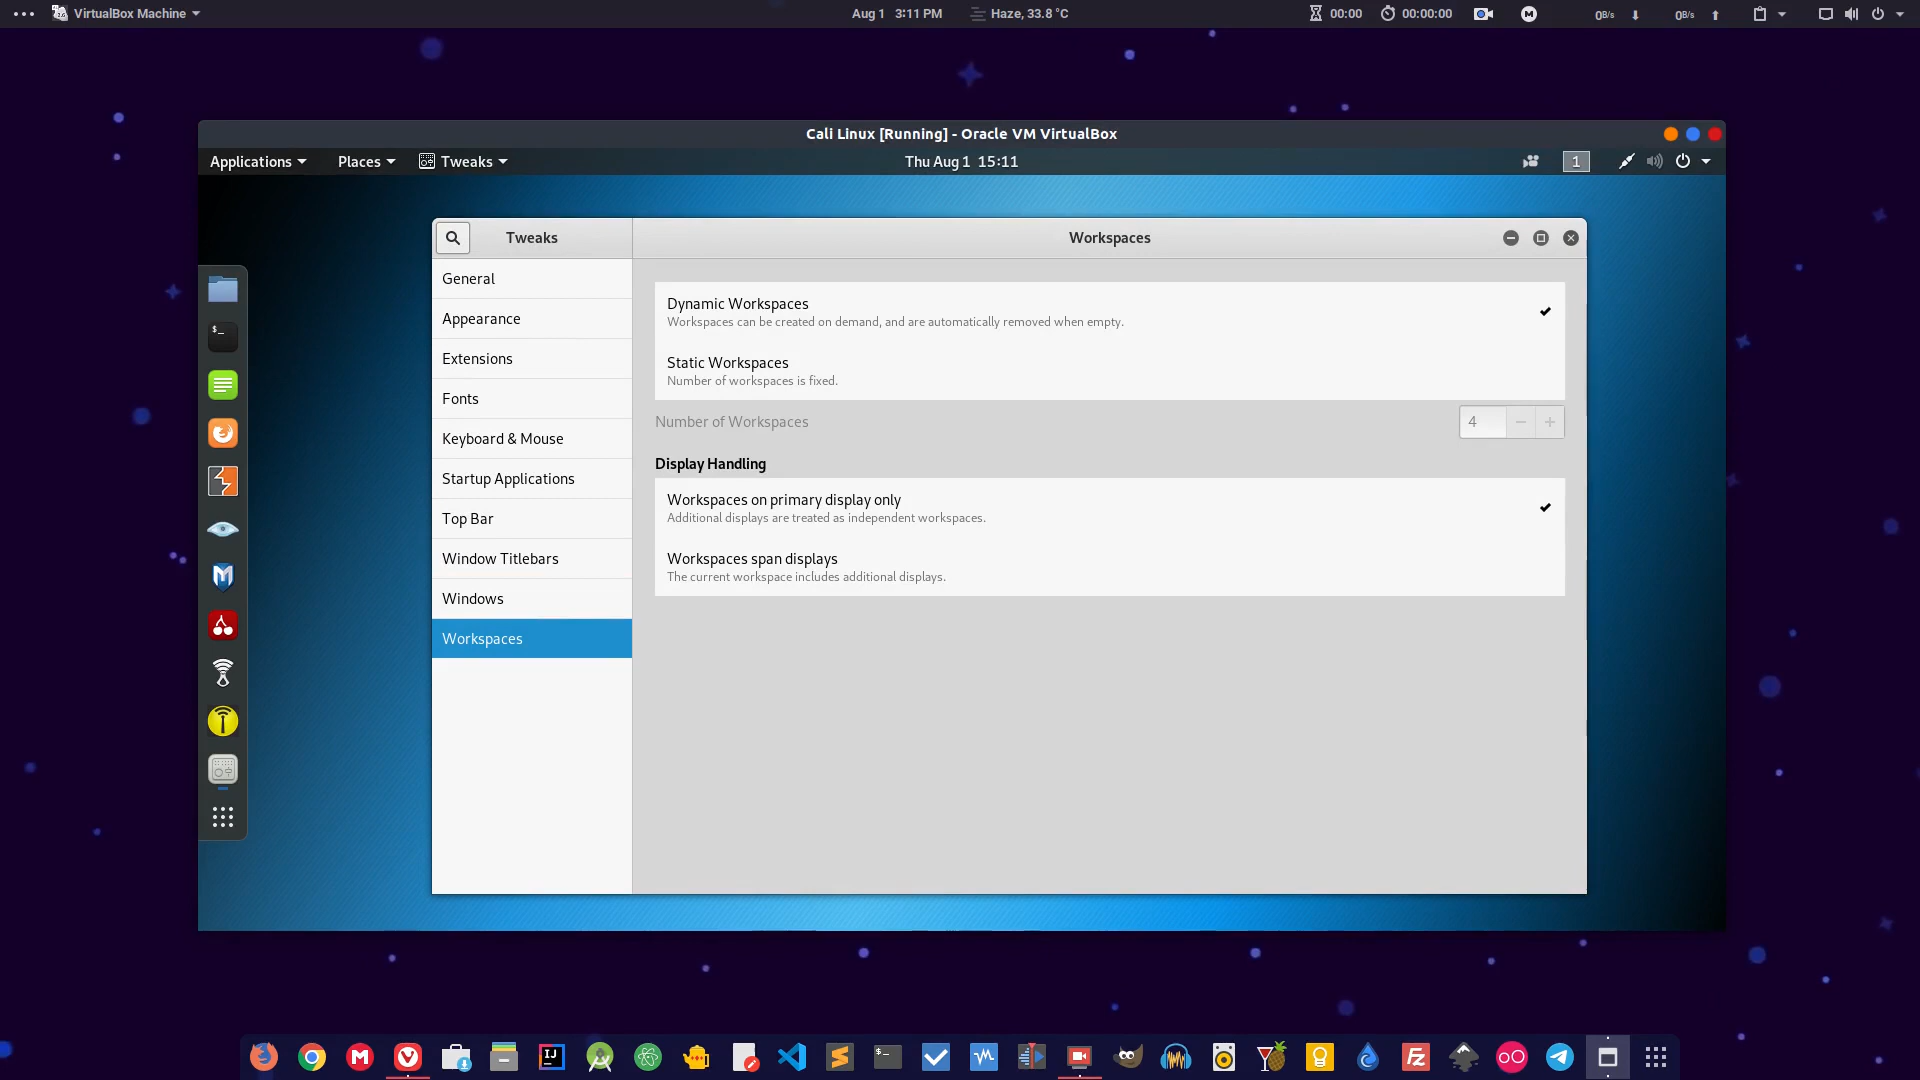 VirtualBox Machine
Aug 1 3:11 PM
Haze, 33.8 °C
00:00
00:00:00
0B/s
0B/s
Cali Linux [Running] - Oracle VM VirtualBox
Applications
Places
Tweaks
Thu Aug 1 15:11
1
Tweaks
Workspaces
General
Appearance
Extensions
Fonts
Keyboard & Mouse
Startup Applications
Top Bar
Window Titlebars
Windows
Workspaces
Dynamic Workspaces
Workspaces can be created on demand, and are automatically removed when empty.
Static Workspaces
Number of workspaces is fixed.
Number of Workspaces
4
Display Handling
Workspaces on primary display only
Additional displays are treated as independent workspaces.
Workspaces span displays
The current workspace includes additional displays.